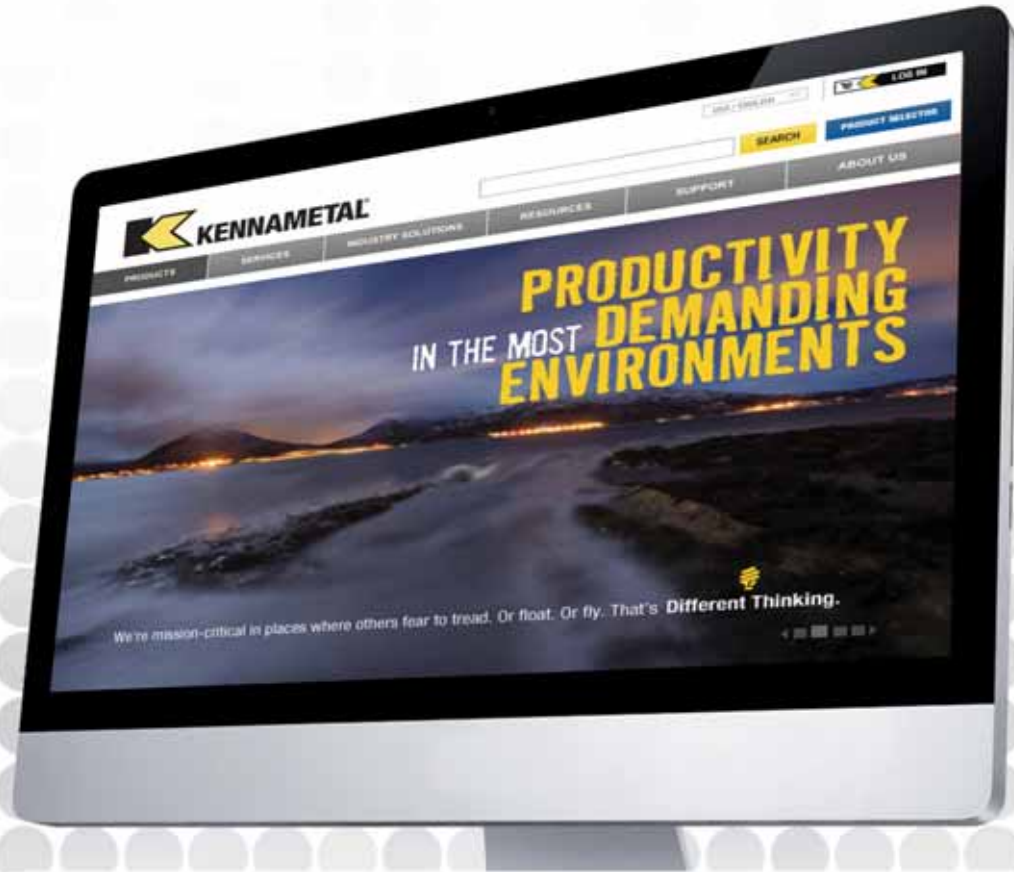 USA / ENGLISH
LOG IN
SEARCH
PRODUCT SELECTOR
KENNAMETAL®
PRODUCTS
SERVICES
INDUSTRY SOLUTIONS
RESOURCES
SUPPORT
ABOUT US
PRODUCTIVITY
IN THE MOST DEMANDING
ENVIRONMENTS
We're mission-critical in places where others fear to tread. Or float. Or fly. That's Different Thinking.